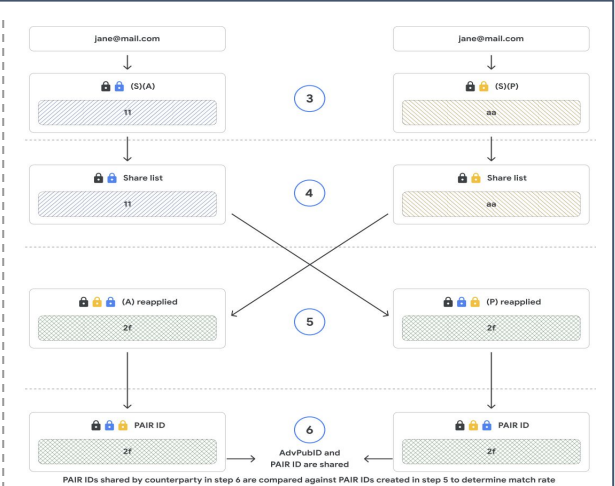 jane@mail.com
jane@mail.com
(S)(A)
11
3
(S)(P)
aa
Share list
11
4
Share list
aa
(A) reapplied
2f
5
(P) reapplied
2f
PAIR ID
2f
6
AdvPubID and
PAIR ID are shared
PAIR ID
2f
PAIR IDs shared by counterparty in step 6 are compared against PAIR IDs created in step 5 to determine match rate